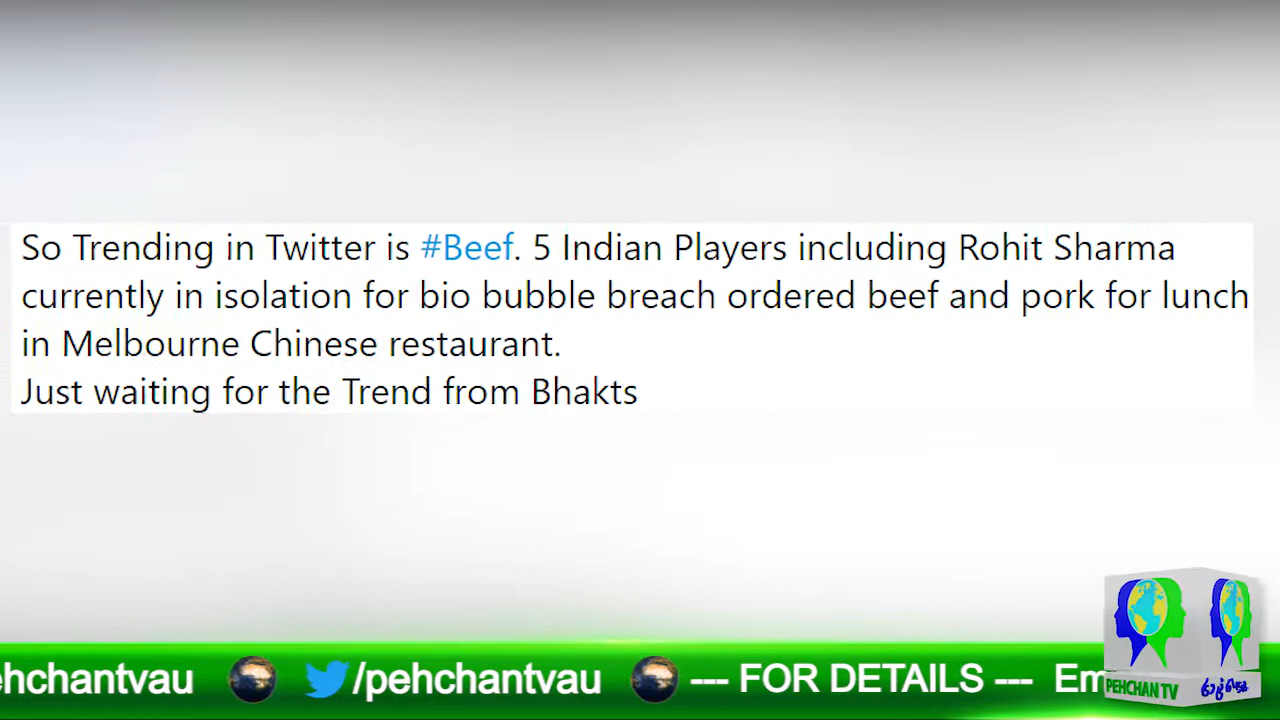 So Trending in Twitter is #Beef. 5 Indian Players including Rohit Sharma
currently in isolation for bio bubble breach ordered beef and pork for lunch
in Melbourne Chinese restaurant.
Just waiting for the Trend from Bhakts
ehchantvau /pehchantvau --- FOR DETAILS --- Em
PEHCHAN TV